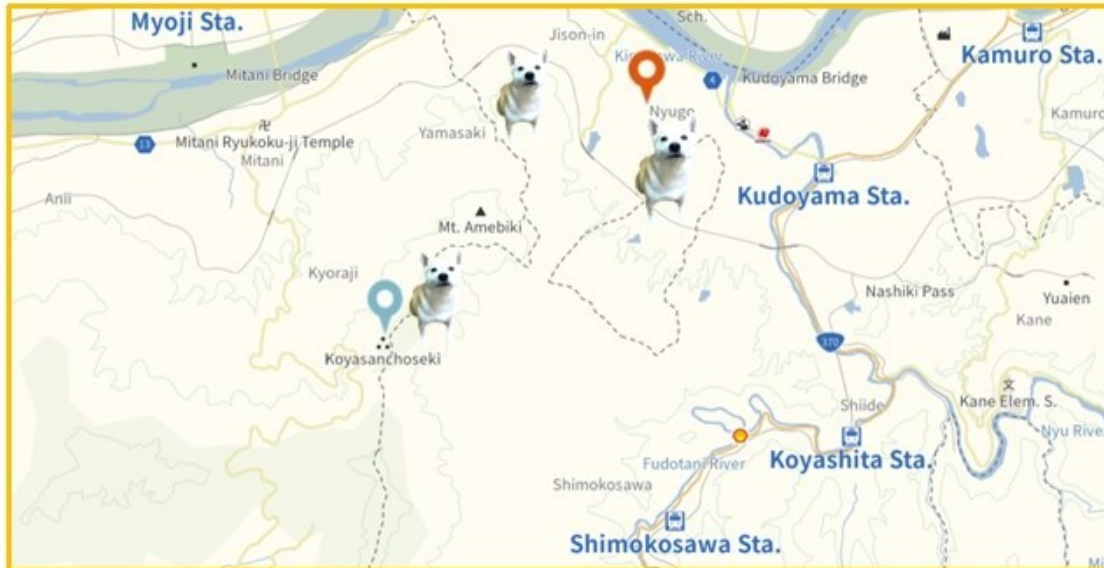 Myoji Sta.
Sch.
Jison-in
Kamuro Sta.
Mitani Bridge
4
Kudoyama Bridge
Nyugo
Kamuro
Yamasaki
13
Mitani Ryukoku-ji Temple
Mitani
Kudoyama Sta.
Anii
Mt. Amebiki
Kyoraji
Nashiki Pass
Yuaien
Kane
370
Koyasanchoseki
Kane Elem. S.
Shiide
Nyu River
Koyashita Sta.
Fudotani River
Shimokosawa
Shimokosawa Sta.